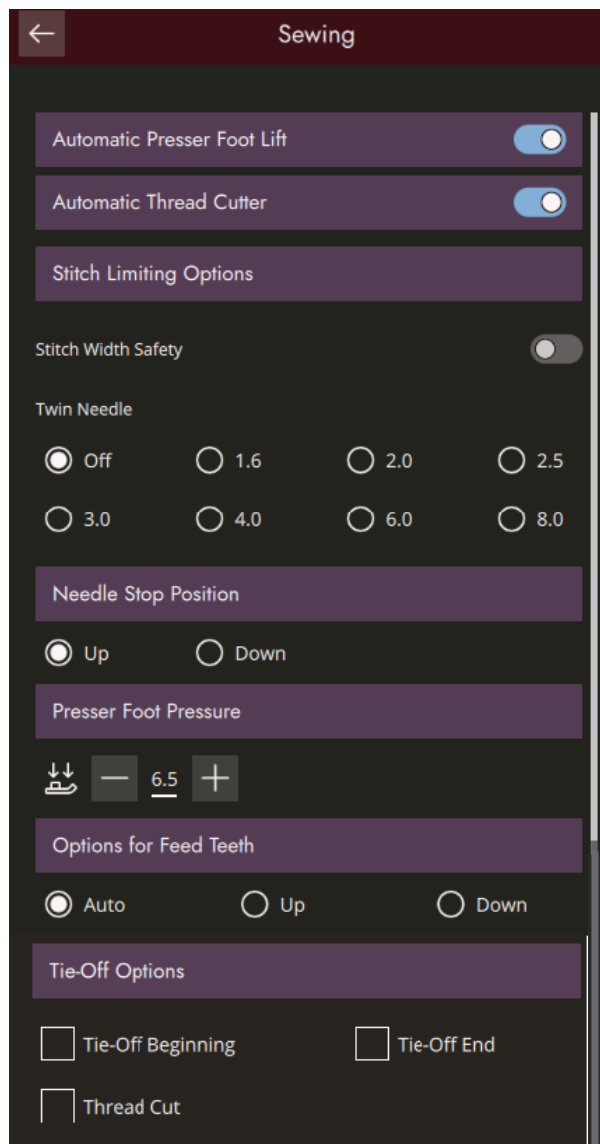 Sewing
Automatic Presser Foot Lift
Automatic Thread Cutter
Stitch Limiting Options
Stitch Width Safety
Twin Needle
Off 1.6 2.0 2.5
3.0 4.0 6.0 8.0
Needle Stop Position
Up Down
Presser Foot Pressure
6.5
Options for Feed Teeth
Auto Up Down
Tie-Off Options
Tie-Off Beginning Tie-Off End
Thread Cut